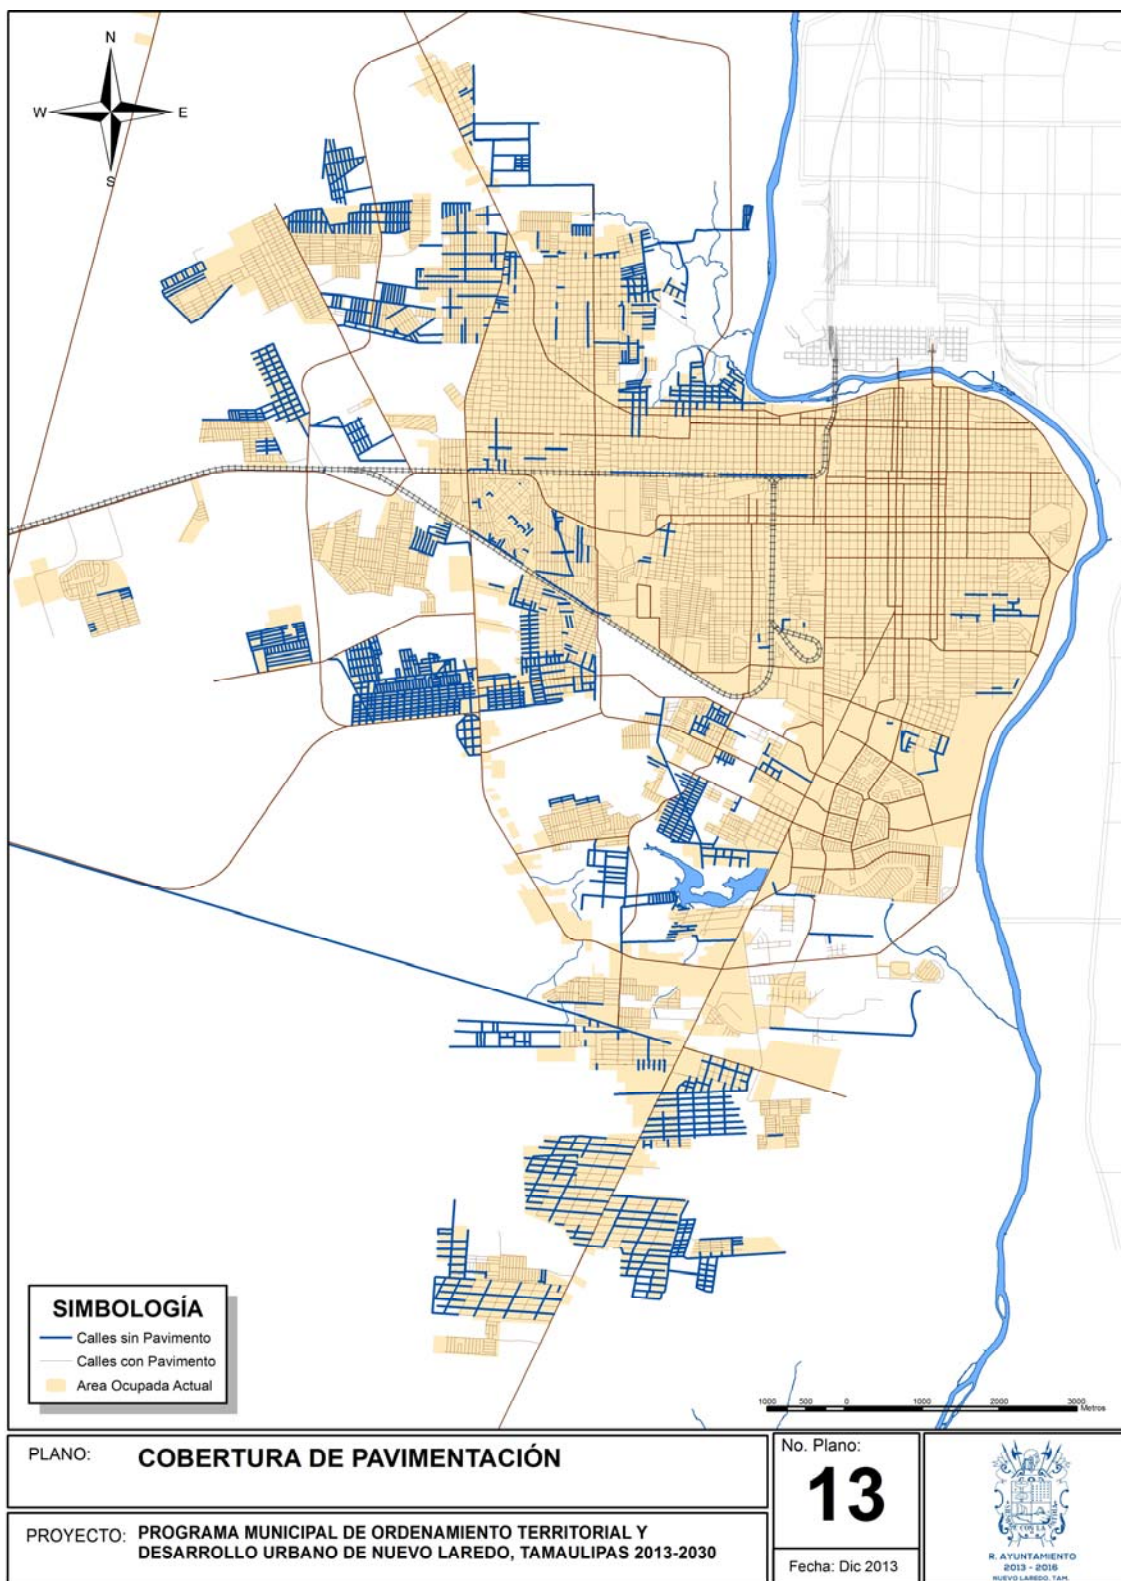 N
W E
S
SIMBOLOGÍA
Calles sin Pavimento
Calles con Pavimento
Area Ocupada Actual
1000 500 0 1000 2000 3000
Metros
PLANO: COBERTURA DE PAVIMENTACIÓN
PROYECTO: PROGRAMA MUNICIPAL DE ORDENAMIENTO TERRITORIAL Y
DESARROLLO URBANO DE NUEVO LAREDO, TAMAULIPAS 2013-2030
No. Plano:
13
Fecha: Dic 2013
R. AYUNTAMIENTO
2013 - 2016
NUEVO LAREDO, TAM.